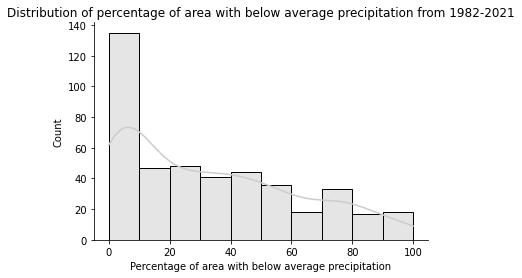 Distribution of percentage of area with below average precipitation from 1982-2021
140
120
100
80
60
40
20
0
Count
0 20 40 60 80 100
Percentage of area with below average precipitation